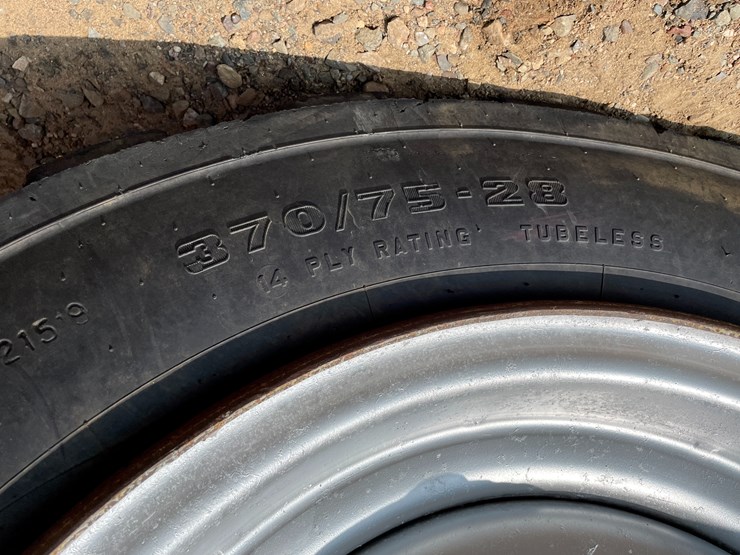 370/75-28
14 PLY RATING TUBELESS
215 9